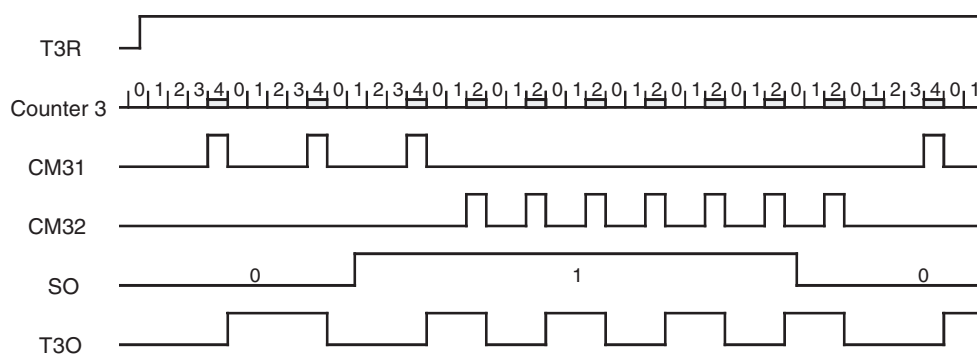 T3R
Counter 3 0 1 2 3 4 0 1 2 3 4 0 1 2 3 4 0 1 2 0 1 2 0 1 2 0 1 2 0 1 2 0 1 2 0 1 2 0 1 2 3 4 0 1
CM31
CM32
SO 0 1 0
T3O